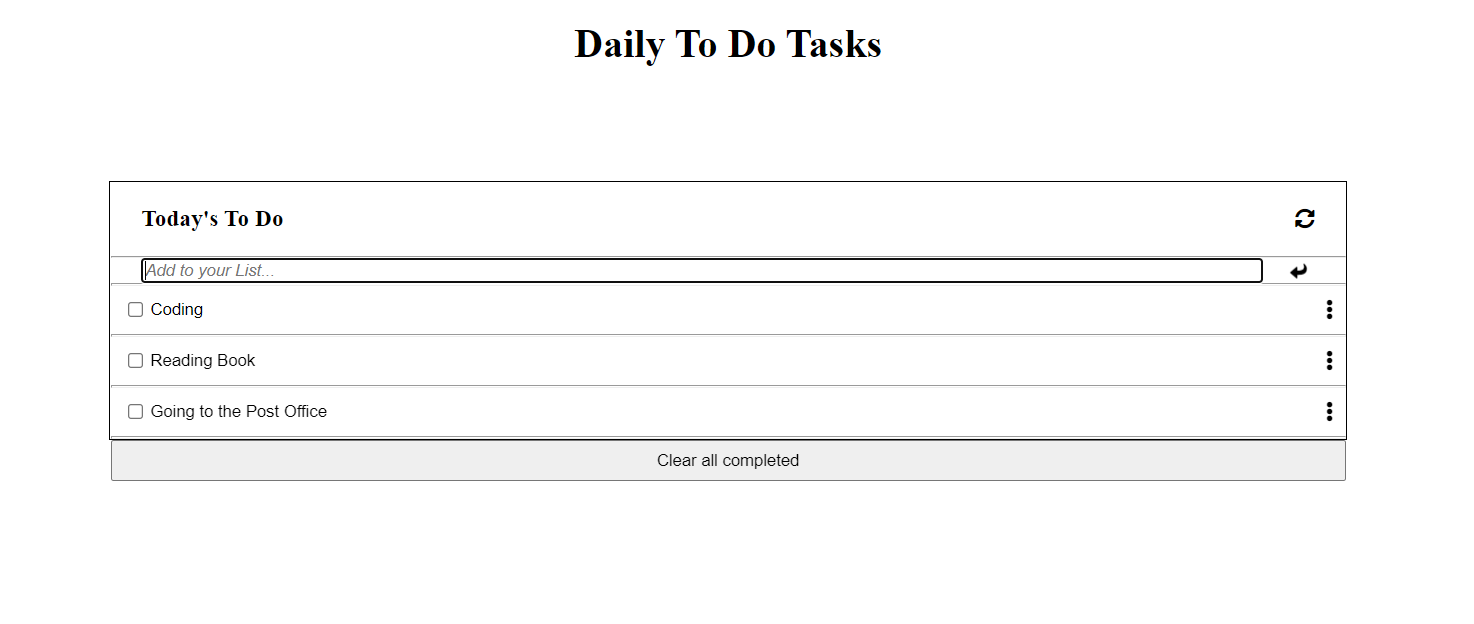 Daily To Do Tasks
Today's To Do
Add to your List...
Coding
Reading Book
Going to the Post Office
Clear all completed